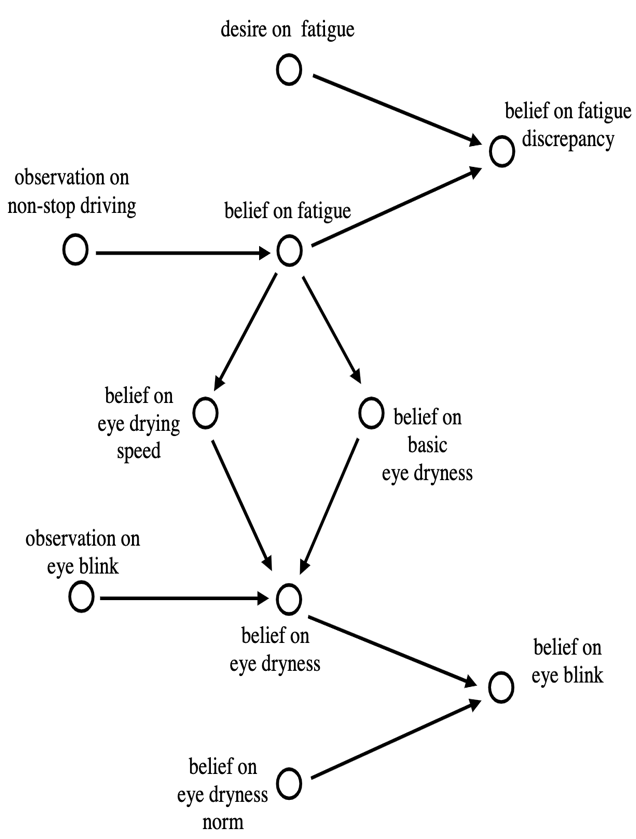 desire on fatigue
belief on fatigue
discrepancy
observation on
non-stop driving
belief on fatigue
belief on
eye drying
speed
belief on
basic
eye dryness
observation on
eye blink
belief on
eye dryness
belief on
eye blink
belief on
eye dryness
norm